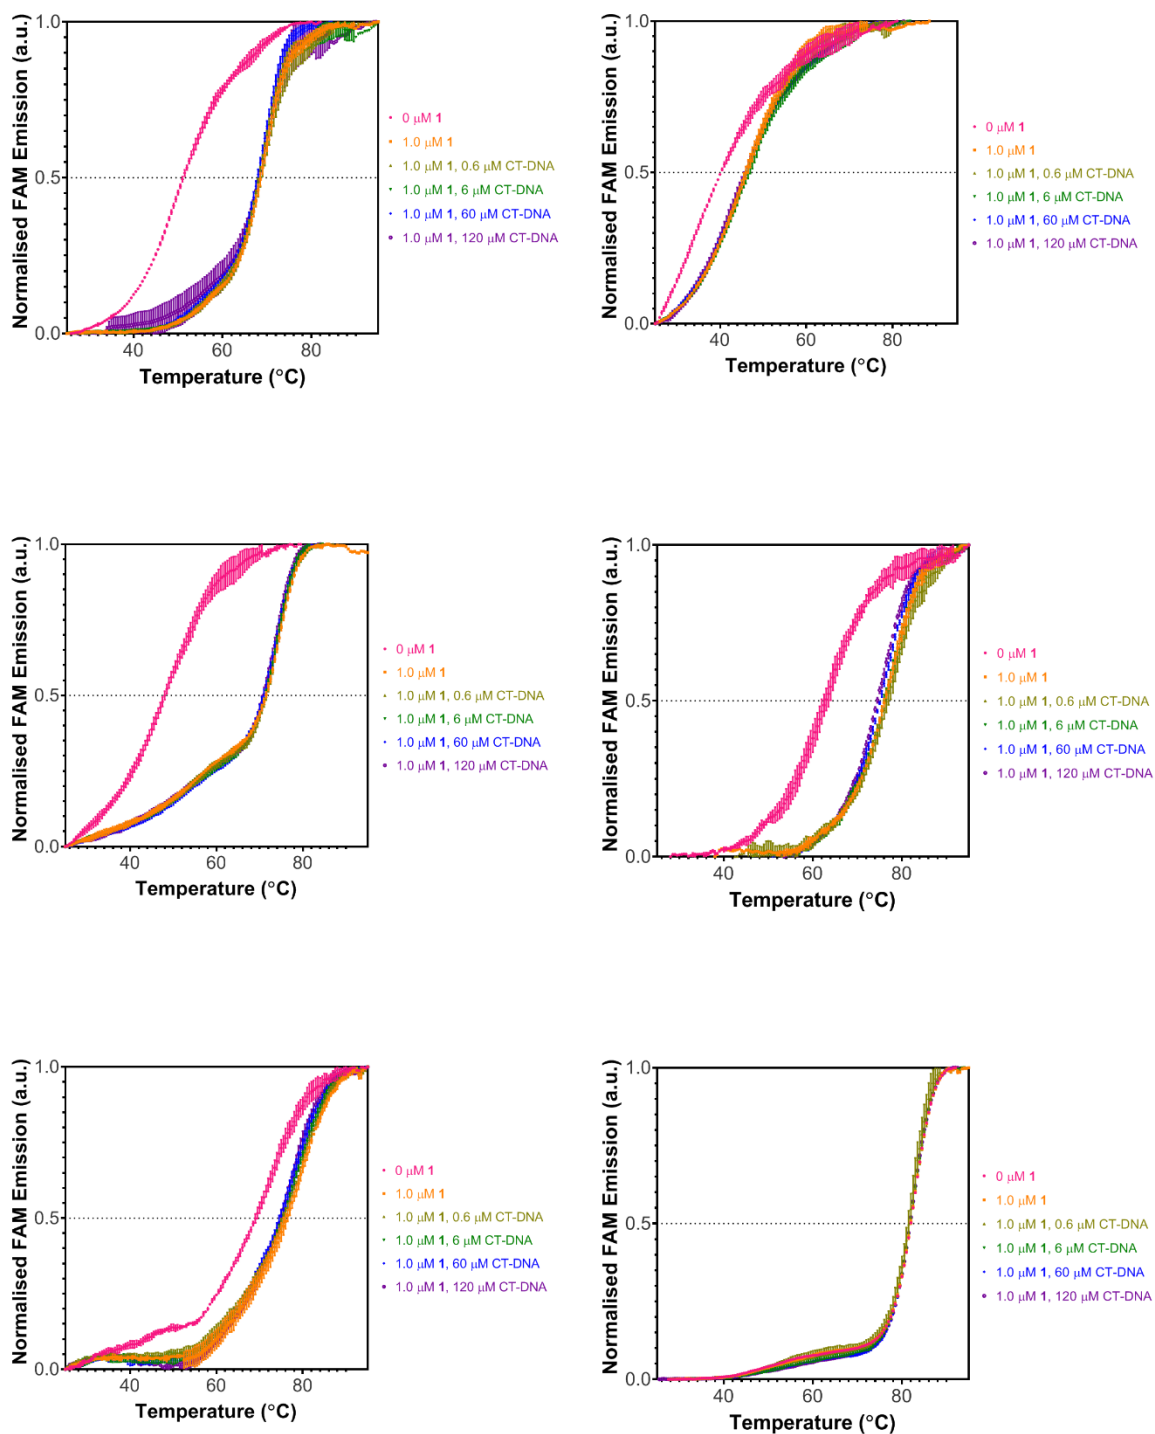 Normalised FAM Emission (a.u.)
1.0
0.5
0.0
40 60 80
Temperature (°C)
0 μM 1
1.0 μM 1
1.0 μM 1, 0.6 μM CT-DNA
1.0 μM 1, 6 μM CT-DNA
1.0 μM 1, 60 μM CT-DNA
1.0 μM 1, 120 μM CT-DNA
Normalised FAM Emission (a.u.)
1.0
0.5
0.0
40 60 80
Temperature (°C)
0 μM 1
1.0 μM 1
1.0 μM 1, 0.6 μM CT-DNA
1.0 μM 1, 6 μM CT-DNA
1.0 μM 1, 60 μM CT-DNA
1.0 μM 1, 120 μM CT-DNA
Normalised FAM Emission (a.u.)
1.0
0.5
0.0
40 60 80
Temperature (°C)
0 μM 1
1.0 μM 1
1.0 μM 1, 0.6 μM CT-DNA
1.0 μM 1, 6 μM CT-DNA
1.0 μM 1, 60 μM CT-DNA
1.0 μM 1, 120 μM CT-DNA
Normalised FAM Emission (a.u.)
1.0
0.5
0.0
40 60 80
Temperature (°C)
0 μM 1
1.0 μM 1
1.0 μM 1, 0.6 μM CT-DNA
1.0 μM 1, 6 μM CT-DNA
1.0 μM 1, 60 μM CT-DNA
1.0 μM 1, 120 μM CT-DNA
Normalised FAM Emission (a.u.)
1.0
0.5
0.0
40 60 80
Temperature (°C)
0 μM 1
1.0 μM 1
1.0 μM 1, 0.6 μM CT-DNA
1.0 μM 1, 6 μM CT-DNA
1.0 μM 1, 60 μM CT-DNA
1.0 μM 1, 120 μM CT-DNA
Normalised FAM Emission (a.u.)
1.0
0.5
0.0
40 60 80
Temperature (°C)
0 μM 1
1.0 μM 1
1.0 μM 1, 0.6 μM CT-DNA
1.0 μM 1, 6 μM CT-DNA
1.0 μM 1, 60 μM CT-DNA
1.0 μM 1, 120 μM CT-DNA